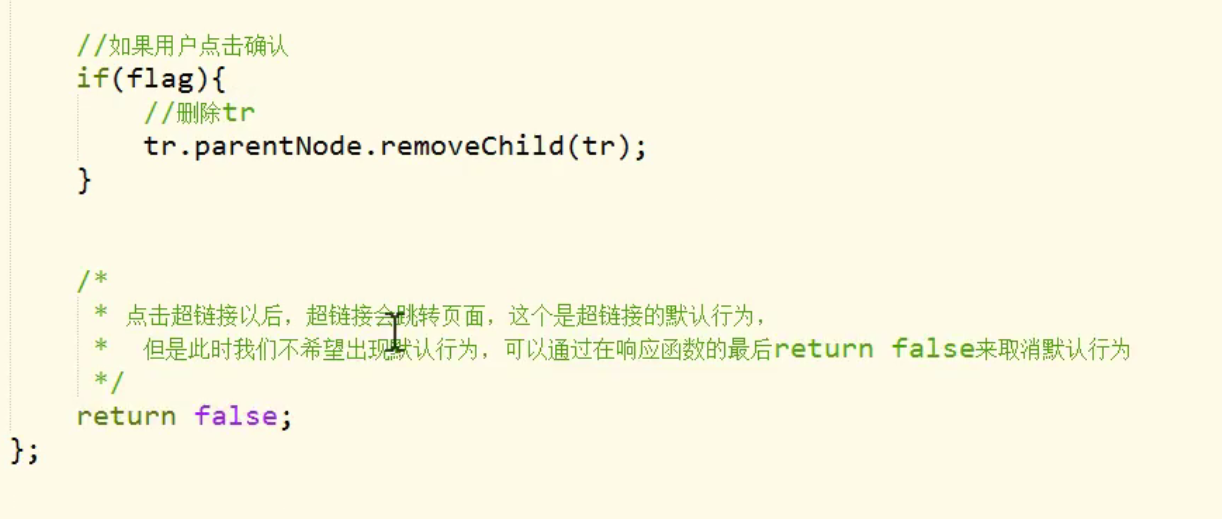 //如果用户点击确认
if(flag){
//删除tr
tr.parentNode.removeChild(tr);
}
/*
* 点击超链接以后，超链接会跳转页面，这个是超链接的默认行为，
* 但是此时我们不希望出现默认行为，可以通过在响应函数的最后return false来取消默认行为
*/
return false;
};